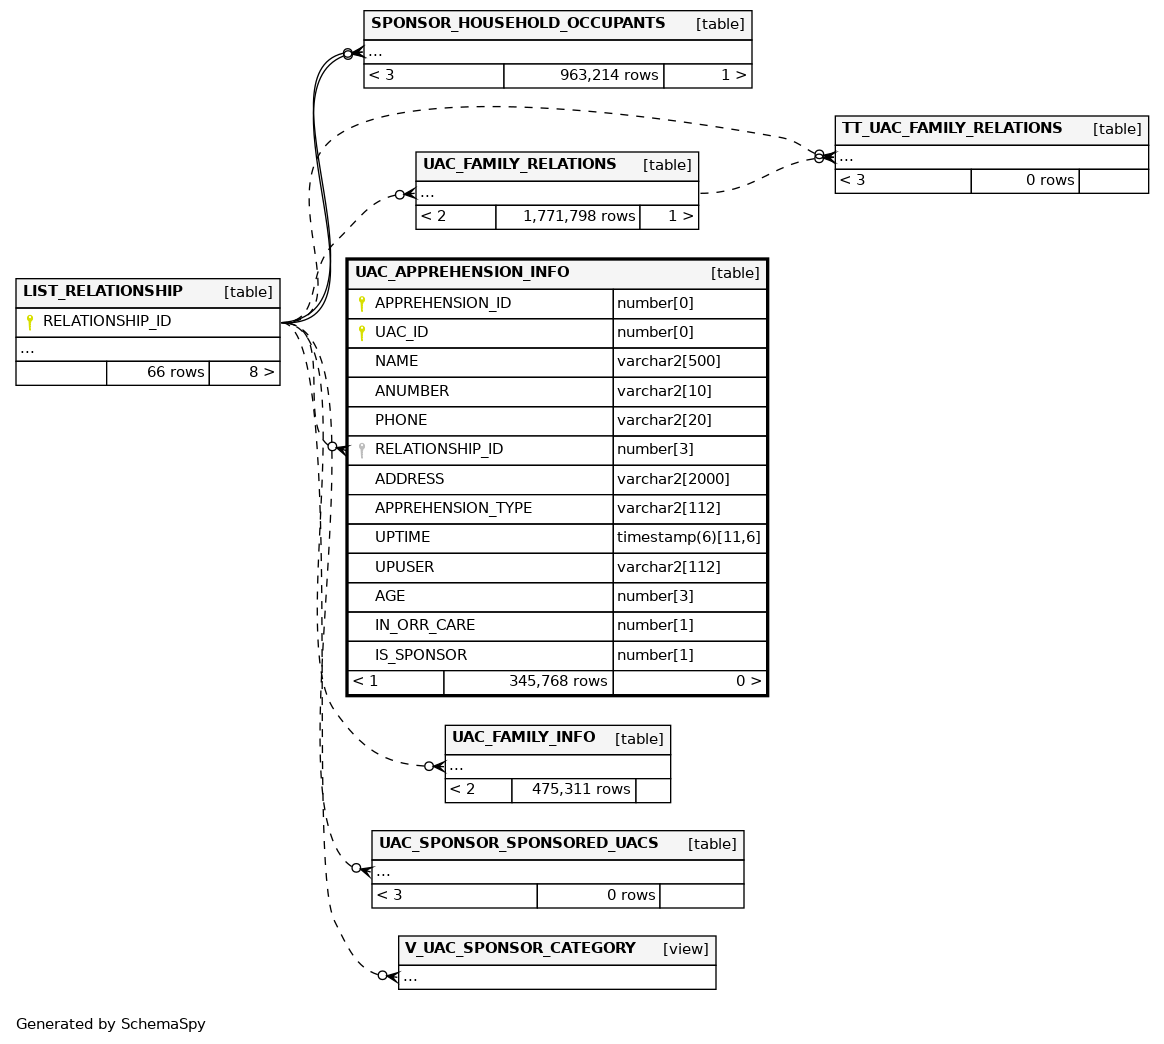 SPONSOR_HOUSEHOLD_OCCUPANTS [table]
...
< 3 963,214 rows 1 >
TT_UAC_FAMILY_RELATIONS [table]
...
< 3 0 rows
UAC_FAMILY_RELATIONS [table]
...
< 2 1,771,798 rows 1 >
LIST_RELATIONSHIP [table]
RELATIONSHIP_ID
...
66 rows 8 >
UAC_APPREHENSION_INFO [table]
APPREHENSION_ID number[0]
UAC_ID number[0]
NAME varchar2[500]
ANUMBER varchar2[10]
PHONE varchar2[20]
RELATIONSHIP_ID number[3]
ADDRESS varchar2[2000]
APPREHENSION_TYPE varchar2[112]
UPTIME timestamp(6)[11,6]
UPUSER varchar2[112]
AGE number[3]
IN_ORR_CARE number[1]
IS_SPONSOR number[1]
< 1 345,768 rows 0 >
UAC_FAMILY_INFO [table]
...
< 2 475,311 rows
UAC_SPONSOR_SPONSORED_UACS [table]
...
< 3 0 rows
V_UAC_SPONSOR_CATEGORY [view]
...
Generated by SchemaSpy